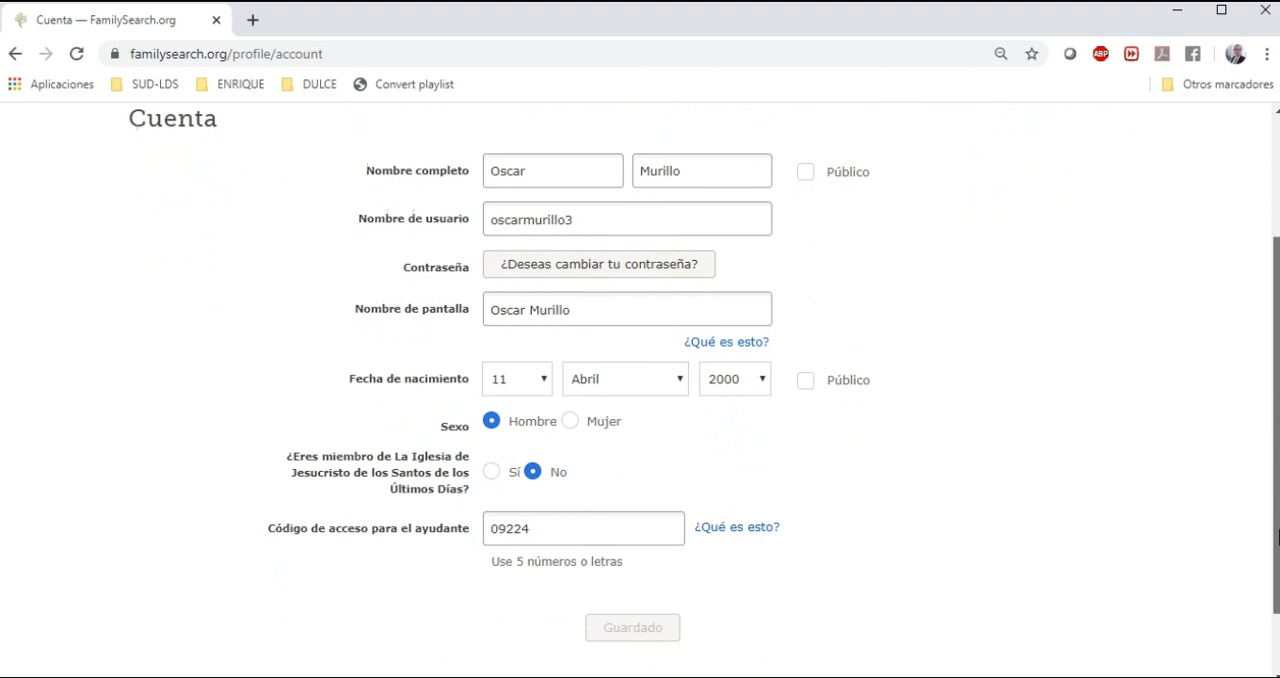 Cuenta — FamilySearch.org
familysearch.org/profile/account
ABP
Aplicaciones SUD-LDS ENRIQUE DULCE Convert playlist Otros marcadores
Cuenta
Nombre completo Oscar Murillo Público
Nombre de usuario oscarmurillo3
Contraseña ¿Deseas cambiar tu contraseña?
Nombre de pantalla Oscar Murillo
¿Qué es esto?
Fecha de nacimiento 11 Abril 2000 Público
Sexo Hombre Mujer
¿Eres miembro de La Iglesia de
Jesucristo de los Santos de los
Últimos Días?
Sí No
Código de acceso para el ayudante 09224 ¿Qué es esto?
Use 5 números o letras
Guardado